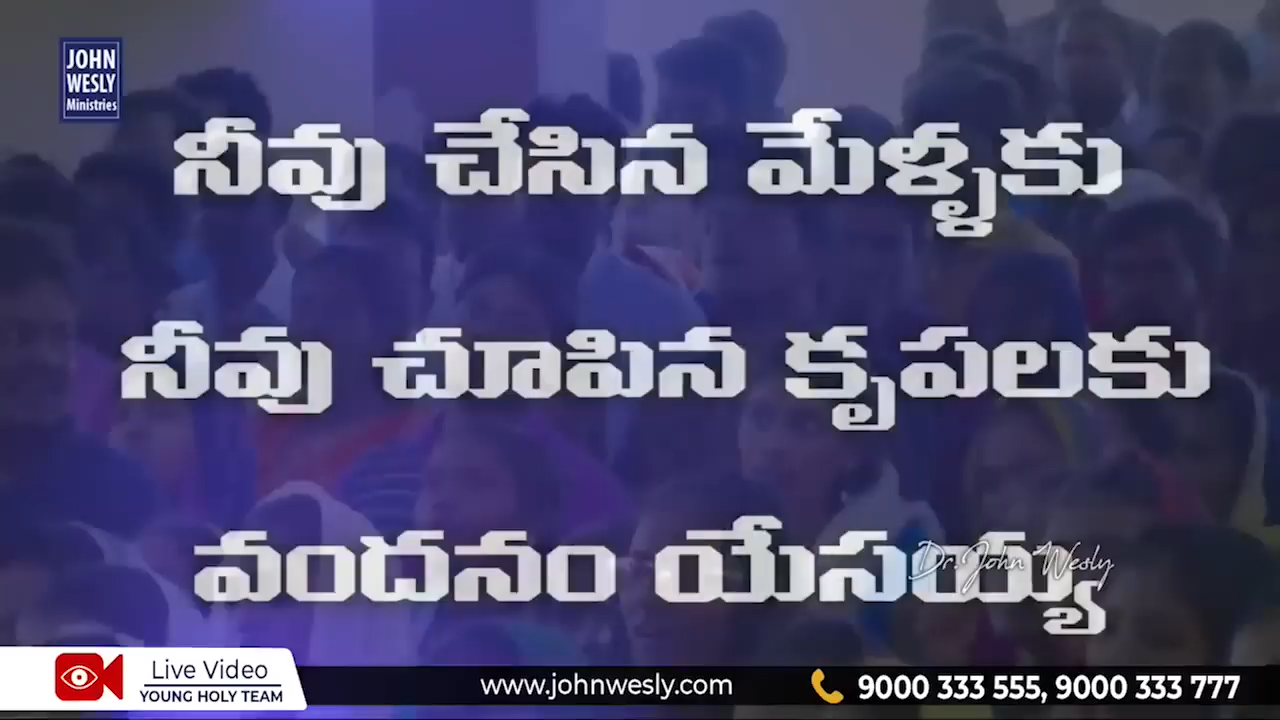 JOHN
WESLY
Ministries
నీవు చేసిన మేళ్ళకు
నీవు చూపిన కృపలకు
వందనం యేసయ్య
Dr. John Wesly
Live Video
YOUNG HOLY TEAM
www.johnwesly.com
9000 333 555, 9000 333 777